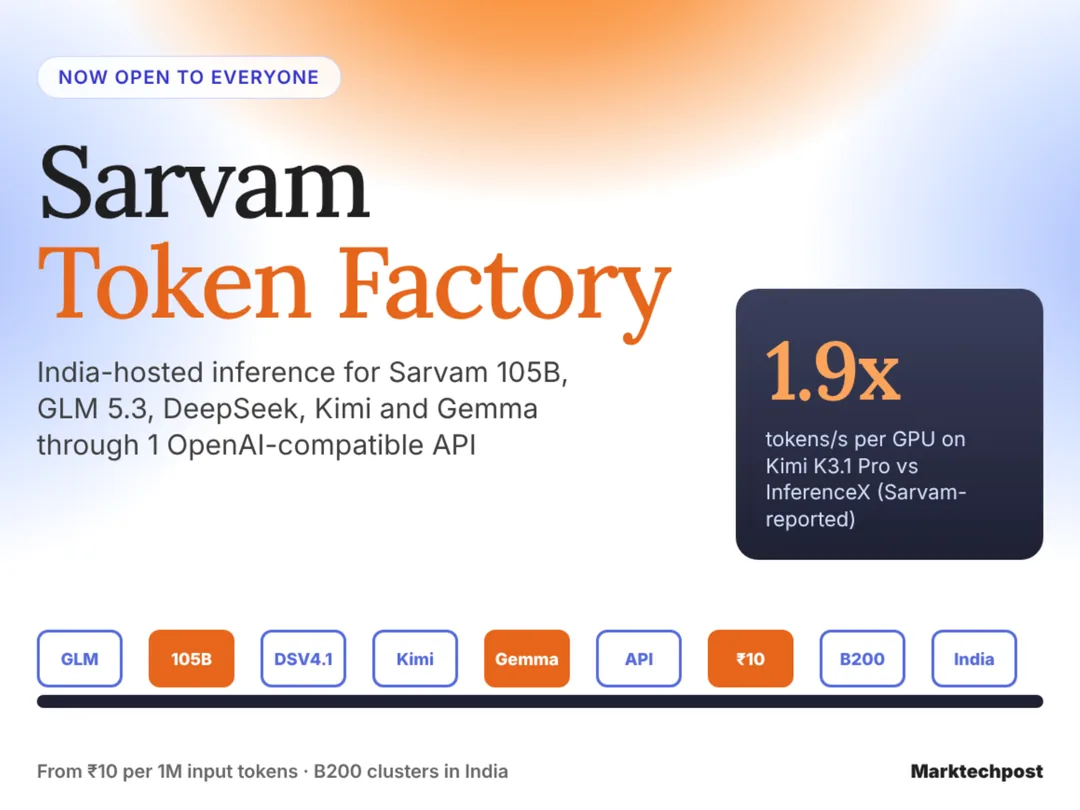 NOW OPEN TO EVERYONE
Sarvam
Token Factory
India-hosted inference for Sarvam 105B,
GLM 5.3, DeepSeek, Kimi and Gemma
through 1 OpenAI-compatible API
1.9x
tokens/s per GPU on
Kimi K3.1 Pro vs
InferenceX (Sarvam-
reported)
GLM
105B
DSV4.1
Kimi
Gemma
API
₹10
B200
India
From ₹10 per 1M input tokens · B200 clusters in India
Marktechpost